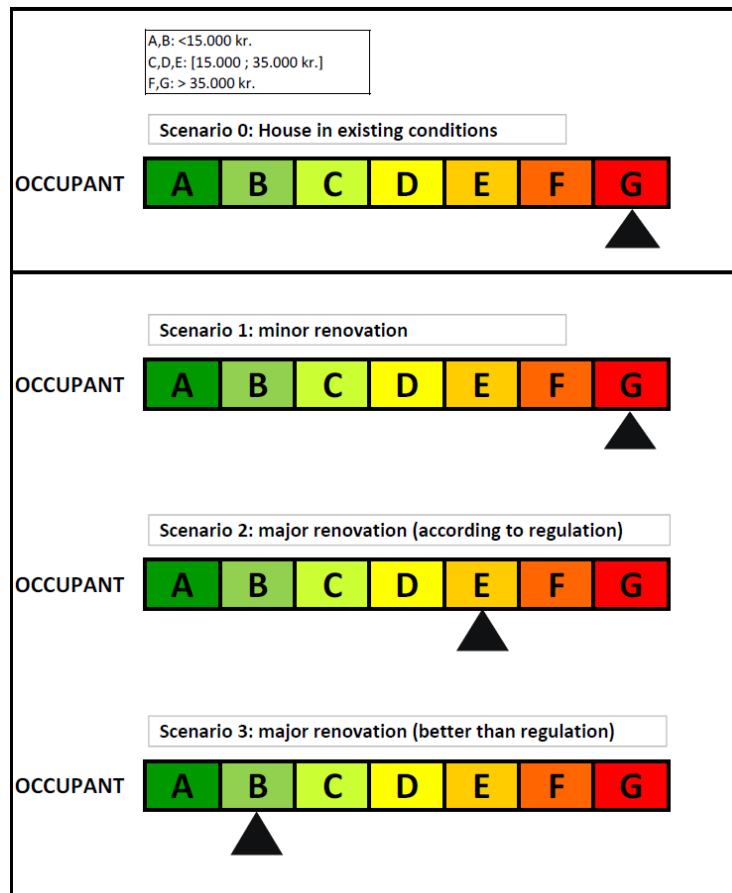 A,B: <15.000 kr.
C,D,E: [15.000 ; 35.000 kr.]
F,G: > 35.000 kr.
Scenario 0: House in existing conditions
OCCUPANT A B C D E F G
Scenario 1: minor renovation
OCCUPANT A B C D E F G
Scenario 2: major renovation (according to regulation)
OCCUPANT A B C D E F G
Scenario 3: major renovation (better than regulation)
OCCUPANT A B C D E F G